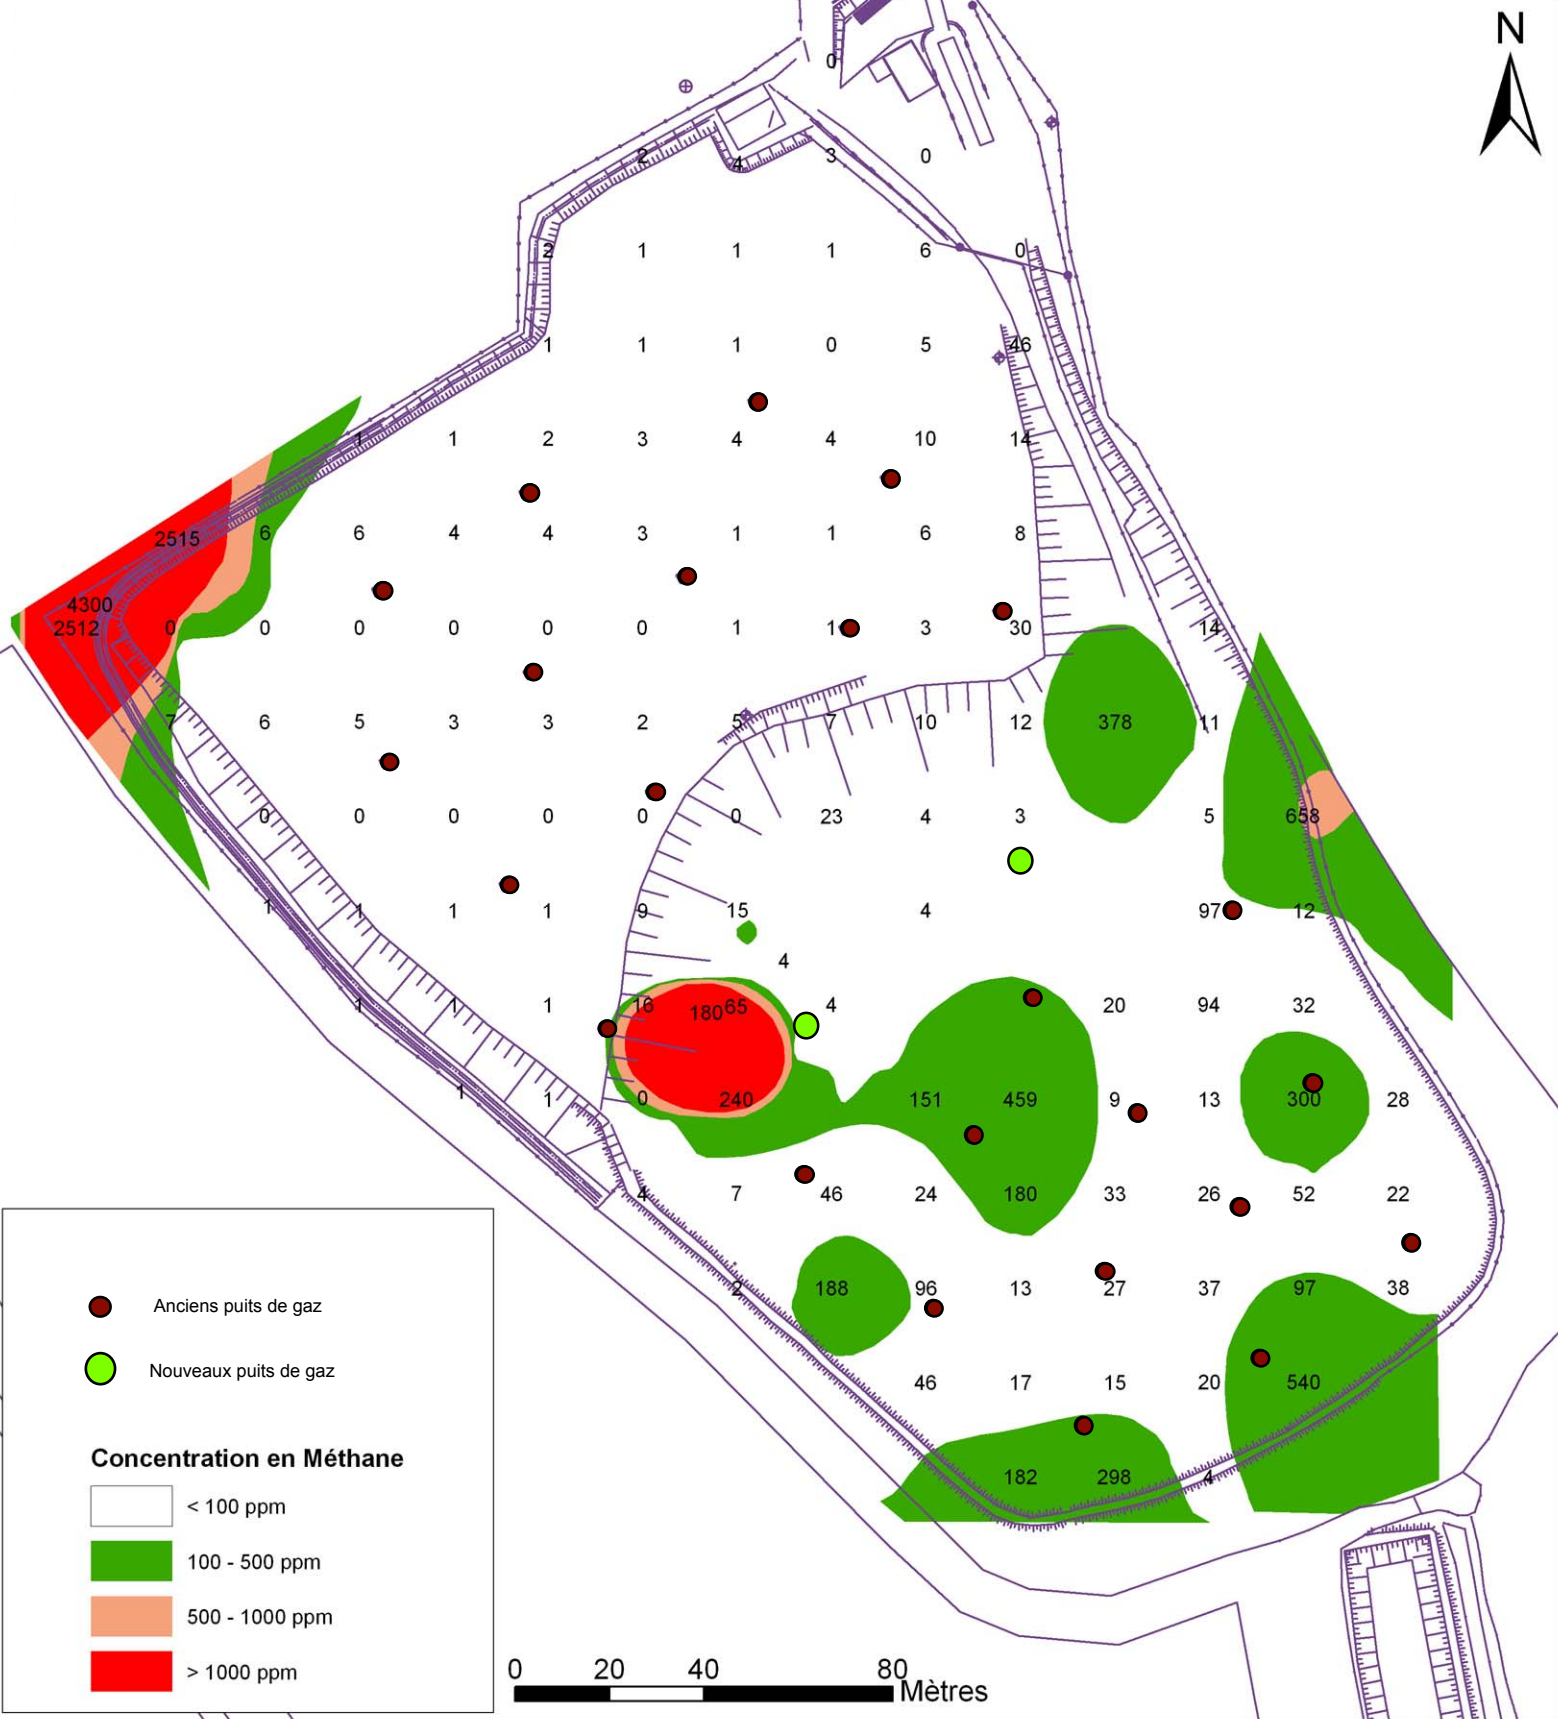 N
0
2 4 3 0
2 1 1 1 6 0
1 1 1 0 5 46
1 1 2 3 4 4 10 14
2515 6 6 4 4 3 1 1 6 8
4300
2512 0 0 0 0 0 0 1 1 3 30 14
7 6 5 3 3 2 5 7 10 12 378 11
0 0 0 0 0 0 23 4 3 5 658
1 1 1 1 9 15 4 97 12
4
1 1 1 16 180 65 4 20 94 32
1 1 0 240 151 459 9 13 300 28
4 7 46 24 180 33 26 52 22
2 188 96 13 27 37 97 38
46 17 15 20 540
182 298 4
Anciens puits de gaz
Nouveaux puits de gaz
Concentration en Méthane
< 100 ppm
100 - 500 ppm
500 - 1000 ppm
> 1000 ppm
0 20 40 80
Mètres